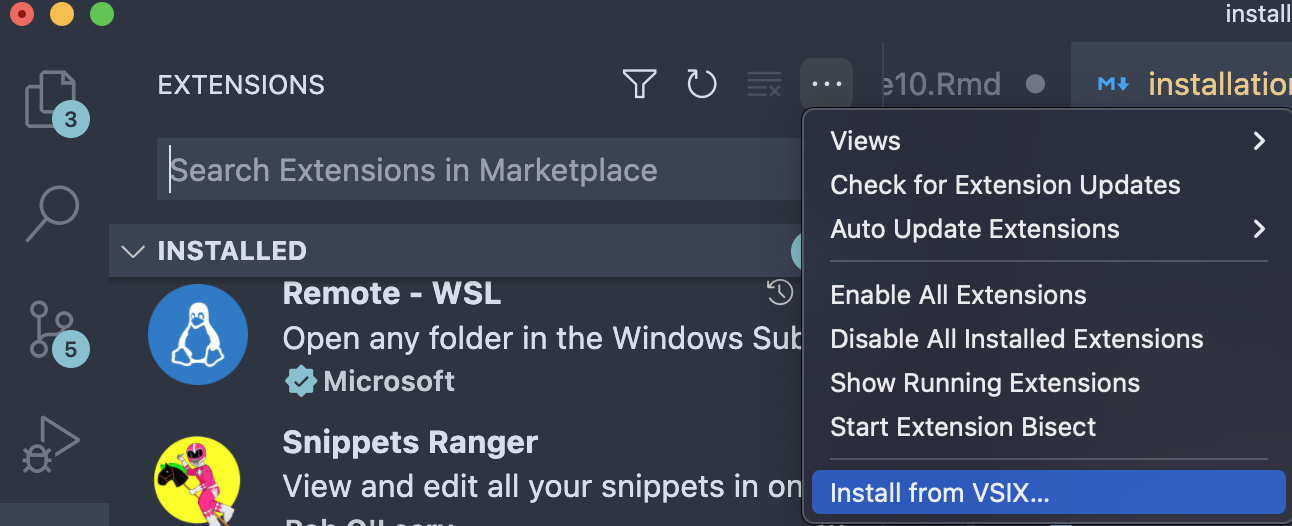 install
EXTENSIONS
e10.Rmd
installation
3
Search Extensions in Marketplace
Views
Check for Extension Updates
Auto Update Extensions
INSTALLED
Remote - WSL
Open any folder in the Windows Sub
Microsoft
Enable All Extensions
Disable All Installed Extensions
Show Running Extensions
Start Extension Bisect
5
Snippets Ranger
View and edit all your snippets in on
Install from VSIX...